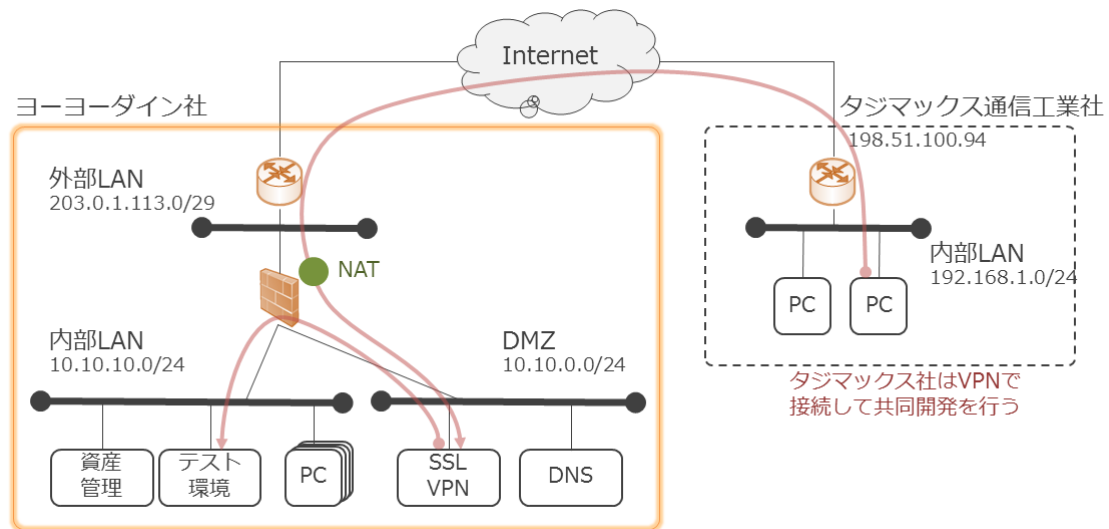 Internet
ヨーヨーダイン社
タジマックス通信工業社
198.51.100.94
外部LAN
203.0.1.113.0/29
NAT
内部LAN
192.168.1.0/24
PC
PC
内部LAN
10.10.10.0/24
DMZ
10.10.0.0/24
タジマックス社はVPNで
接続して共同開発を行う
資産
管理
テスト
環境
PC
SSL
VPN
DNS